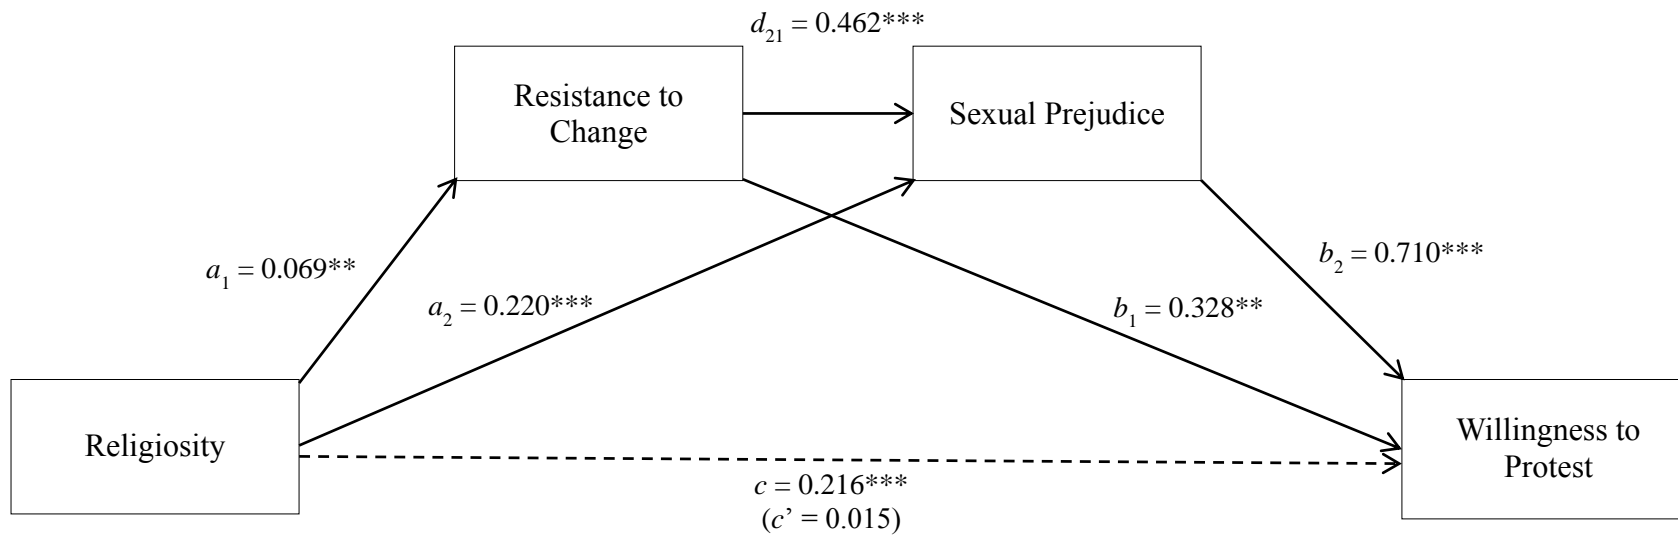 d21 = 0.462***
Resistance to
Change
Sexual Prejudice
a1 = 0.069**
a2 = 0.220***
b1 = 0.328**
b2 = 0.710***
Religiosity
Willingness to
Protest
c = 0.216***
(c’ = 0.015)